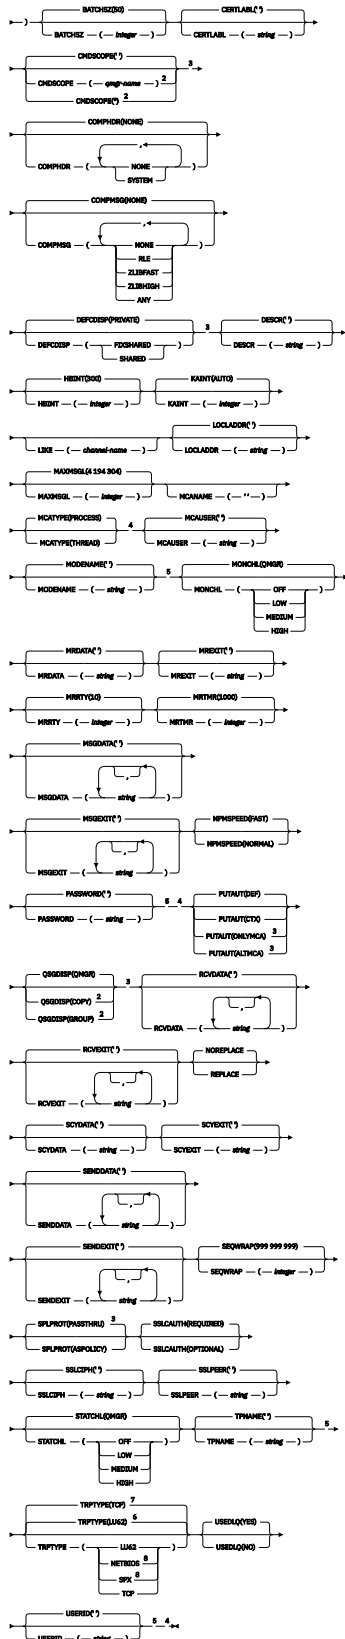 ) BATCHSZ(50) CERTLABL(' ')
BATCHSZ ( integer ) CERTLABL ( string )
CMDSCOPE(' ') 3
CMDSCOPE ( qmgr-name ) 2
CMDSCOPE(*) 2
COMPHDR(NONE)
,
COMPHDR ( NONE )
SYSTEM
COMPMSG(NONE)
,
COMPMSG ( NONE )
RLE
ZLIBFAST
ZLIBHIGH
ANY
DEFCDISP(PRIVATE) 3 DESCR(' ')
DEFCDISP ( FIXSHARED ) DESCR ( string )
SHARED
HBINT(300) KAINT(AUTO)
HBINT ( integer ) KAINT ( integer )
LOCLADDR(' ')
LIKE ( channel-name ) LOCLADDR ( string )
MAXMSGL(4 194 304)
MAXMSGL ( integer ) MCANAME ( ' ' )
MCATYPE(PROCESS) 4 MCAUSER(' ')
MCATYPE(THREAD) MCAUSER ( string )
MODENAME(' ') 5 MONCHL(QMGR)
MODENAME ( string ) MONCHL ( OFF )
LOW
MEDIUM
HIGH
MRDATA(' ') MREXIT(' ')
MRDATA ( string ) MREXIT ( string )
MRRTY(10) MRTMR(1000)
MRRTY ( integer ) MRTMR ( integer )
MSGDATA(' ')
,
MSGDATA ( string )
MSGEXIT(' ') NPMSPEED(FAST)
, NPMSPEED(NORMAL)
MSGEXIT ( string )
PASSWORD(' ') 5 4 PUTAUT(DEF)
PASSWORD ( string ) PUTAUT(CTX)
PUTAUT(ONLYMCA) 3
PUTAUT(ALTMCA) 3
QSGDISP(QMGR) 3 RCVDATA(' ')
QSGDISP(COPY) 2 ,
QSGDISP(GROUP) 2 RCVDATA ( string )
RCVEXIT(' ') NOREPLACE
, REPLACE
RCVEXIT ( string )
SCYDATA(' ') SCYEXIT(' ')
SCYDATA ( string ) SCYEXIT ( string )
SENDDATA(' ')
,
SENDDATA ( string )
SENDEXIT(' ') SEQWRAP(999 999 999)
, SEQWRAP ( integer )
SENDEXIT ( string )
SPLPROT(PASSTHRU) 3 SSLCAUTH(REQUIRED)
SPLPROT(ASPOLICY) SSLCAUTH(OPTIONAL)
SSLCIPH(' ') SSLPEER(' ')
SSLCIPH ( string ) SSLPEER ( string )
STATCHL(QMGR) TPNAME(' ') 5
STATCHL ( OFF ) TPNAME ( string )
LOW
MEDIUM
HIGH
TRPTYPE(TCP) 7
TRPTYPE(LU62) 6 USEDLQ(YES)
TRPTYPE ( LU62 ) USEDLQ(NO)
NETBIOS 8
SPX 8
TCP
USERID(' ') 5 4
USERID ( string )